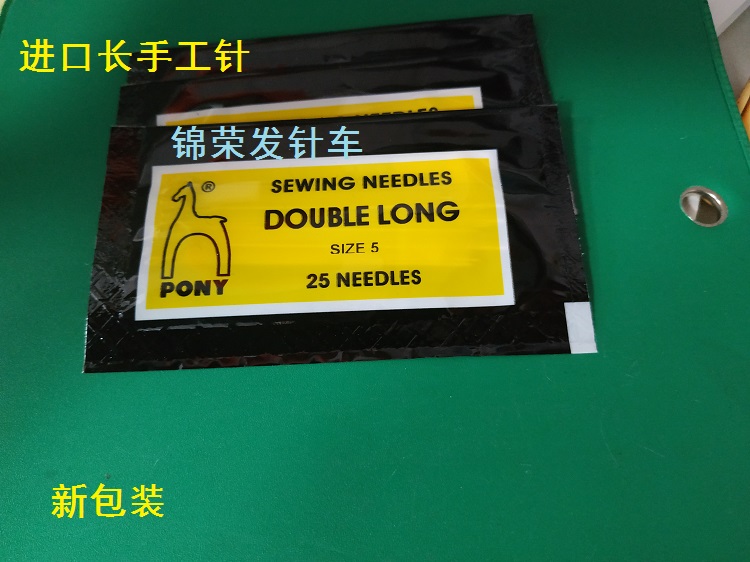 进口长手工针
NEEDLES
锦荣发针车
®
SEWING NEEDLES
DOUBLE LONG
SIZE 5
25 NEEDLES
PONY
新包装